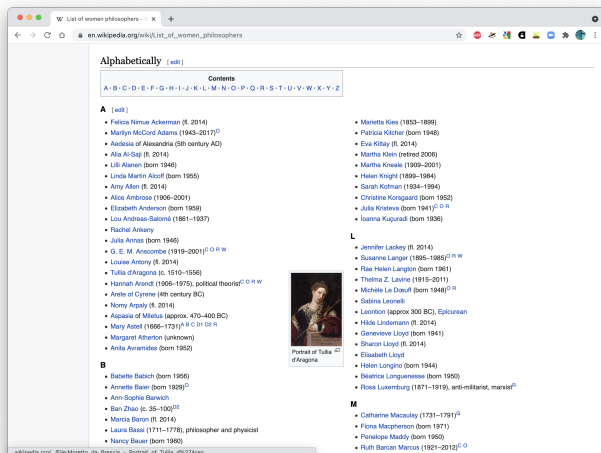 List of women philosophers -
en.wikipedia.org/wiki/List_of_women_philosophers
Alphabetically [ edit ]
Contents
A · B · C · D · E · F · G · H · I · J · K · L · M · N · O · P · Q · R · S · T · U · V · W · X · Y · Z
A [ edit ]
• Felicia Nimue Ackerman (fl. 2014)
• Marilyn McCord Adams (1943–2017)O
• Aedesia of Alexandria (5th century AD)
• Alia Al-Saji (fl. 2014)
• Lilli Alanen (born 1946)
• Linda Martín Alcoff (born 1955)
• Amy Allen (fl. 2014)
• Alice Ambrose (1906–2001)
• Elizabeth Anderson (born 1959)
• Lou Andreas-Salomé (1861–1937)
• Rachel Ankeny
• Julia Annas (born 1946)
• G. E. M. Anscombe (1919–2001)C O R W
• Louise Antony (fl. 2014)
• Tullia d'Aragona (c. 1510–1556)
• Hannah Arendt (1906–1975), political theoristC O R W
• Arete of Cyrene (4th century BC)
• Nomy Arpaly (fl. 2014)
• Aspasia of Miletus (approx. 470–400 BC)
• Mary Astell (1666–1731)A B C D1 D2 R
• Margaret Atherton (unknown)
• Anita Avramides (born 1952)
Portrait of Tullia
d'Aragona
B
• Babette Babich (born 1956)
• Annette Baier (born 1929)O
• Ann-Sophie Barwich
• Ban Zhao (c. 35–100)D2
• Marcia Baron (fl. 2014)
• Laura Bassi (1711–1778), philosopher and physicist
• Nancy Bauer (born 1960)
• Marietta Kies (1853–1899)
• Patricia Kitcher (born 1948)
• Eva Kittay (fl. 2014)
• Martha Klein (retired 2006)
• Martha Kneale (1909–2001)
• Helen Knight (1899–1984)
• Sarah Kofman (1934–1994)
• Christine Korsgaard (born 1952)
• Julia Kristeva (born 1941)C O R
• İoanna Kuçuradi (born 1936)
L
• Jennifer Lackey (fl. 2014)
• Susanne Langer (1895–1985)O R W
• Rae Helen Langton (born 1961)
• Thelma Z. Lavine (1915–2011)
• Michèle Le Dœuff (born 1948)O R
• Sabina Leonelli
• Leontion (approx 300 BC), Epicurean
• Hilde Lindemann (fl. 2014)
• Genevieve Lloyd (born 1941)
• Sharon Lloyd (fl. 2014)
• Elisabeth Lloyd
• Helen Longino (born 1944)
• Béatrice Longuenesse (born 1950)
• Rosa Luxemburg (1871–1919), anti-militarist, marxistR
M
• Catharine Macaulay (1731–1791)G
• Fiona Macpherson (born 1971)
• Penelope Maddy (born 1950)
• Ruth Barcan Marcus (1921–2012)C O